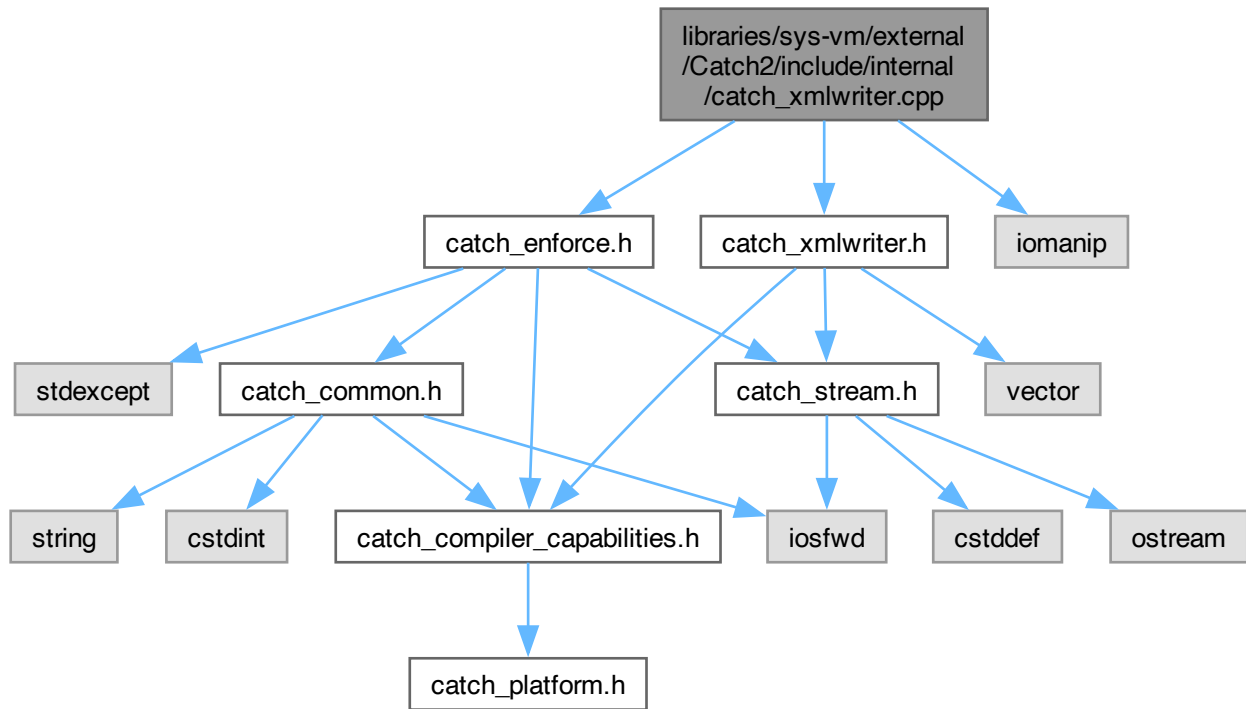 libraries/sys-vm/external
/Catch2/include/internal
/catch_xmlwriter.cpp
catch_enforce.h
catch_xmlwriter.h
iomanip
stdexcept
catch_common.h
catch_stream.h
vector
string
cstdint
catch_compiler_capabilities.h
iosfwd
cstddef
ostream
catch_platform.h